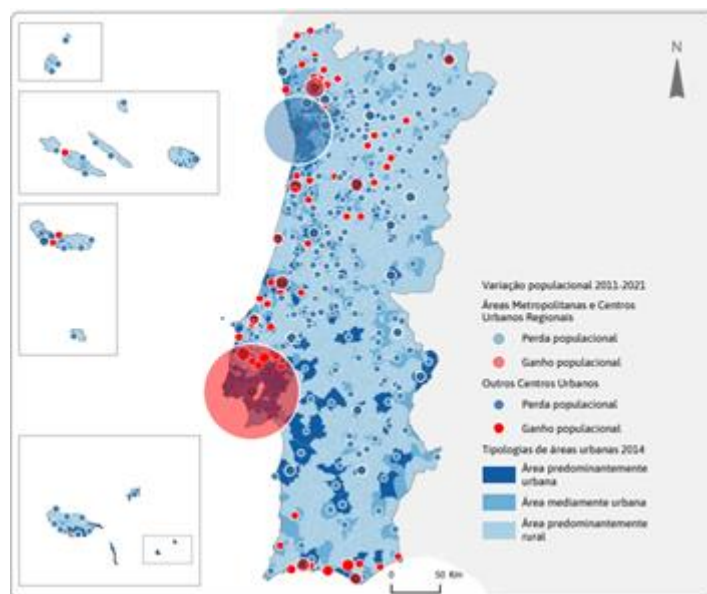 N
Variação populacional 2011-2021
Áreas Metropolitanas e Centros
Urbanos Regionais
Perda populacional
Ganho populacional
Outros Centros Urbanos
Perda populacional
Ganho populacional
Tipologias de áreas urbanas 2014
Área predominantemente
urbana
Área mediamente urbana
Área predominantemente
rural
0 50 Km